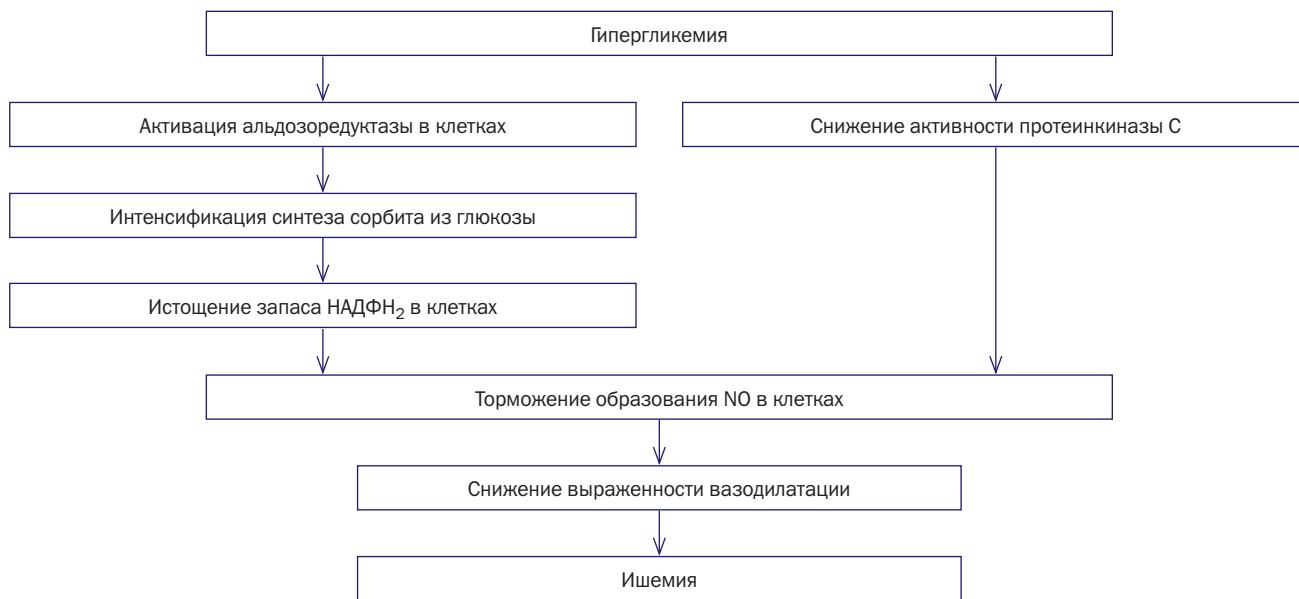 Гипергликемия
Активация альдозоредуктазы в клетках
Снижение активности протеинкиназы С
Интенсификация синтеза сорбита из глюкозы
Истощение запаса НАДФН₂ в клетках
Торможение образования NO в клетках
Снижение выраженности вазодилатации
Ишемия